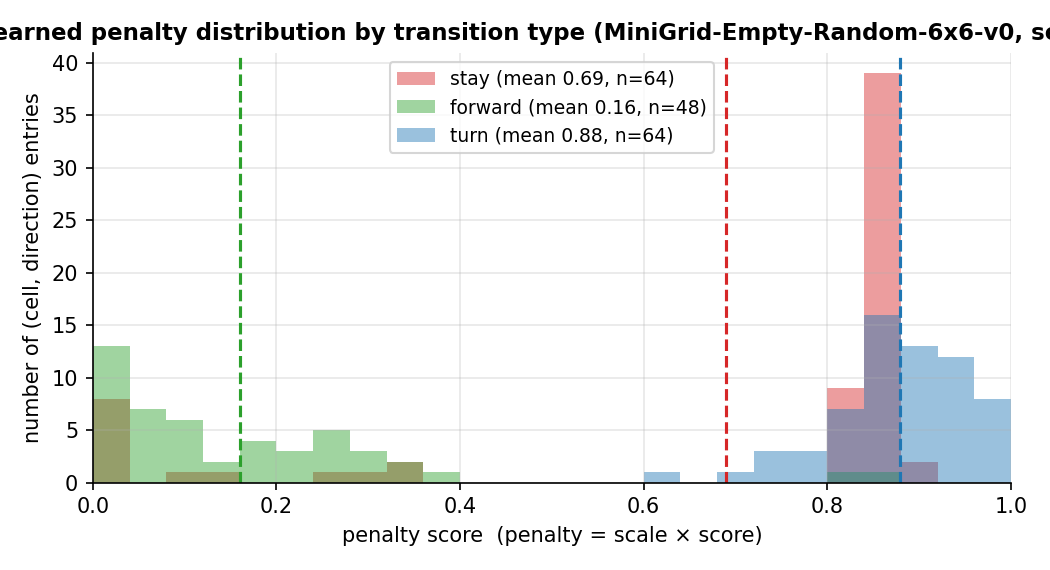 earned penalty distribution by transition type (MiniGrid-Empty-Random-6x6-v0,
stay (mean 0.69, n=64)
forward (mean 0.16, n=48)
turn (mean 0.88, n=64)
number of (cell, direction) entries
40
35
30
25
20
15
10
5
0
0.0 0.2 0.4 0.6 0.8 1.0
penalty score (penalty = scale × score)